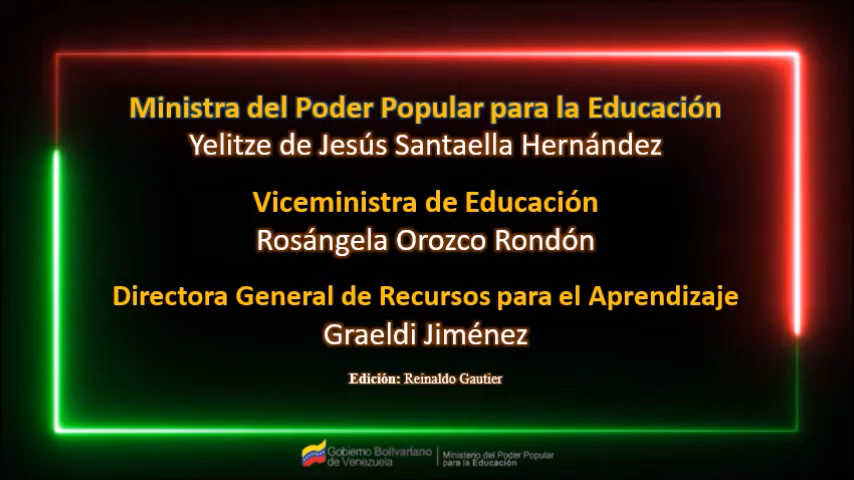 Ministra del Poder Popular para la Educación
Yelitze de Jesús Santaella Hernández
Viceministra de Educación
Rosángela Orozco Rondón
Directora General de Recursos para el Aprendizaje
Graeldi Jiménez
Edición: Reinaldo Gautier
Gobierno Bolivariano
de Venezuela
Ministerio del Poder Popular
para la Educación